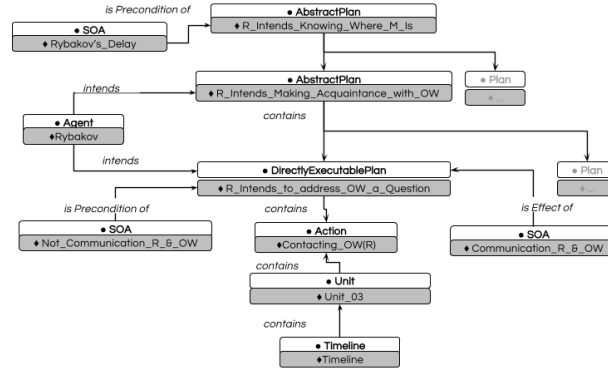 is Precondition of
● AbstractPlan
♦ R_Intends_Knowing_Where_M_Is
● SOA
♦ Rybakov's_Delay
● AbstractPlan
♦ R_Intends_Making_Acquaintance_with_OW
● Plan
♦ ...
intends
contains
● Agent
♦Rybakov
intends
● DirectlyExecutablePlan
♦ R_Intends_to_address_OW_a_Question
● Plan
♦ ...
is Precondition of
contains
is Effect of
● SOA
♦ Not_Communication_R_&_OW
● Action
♦Contacting_OW(R)
● SOA
♦ Communication_R_&_OW
contains
● Unit
♦ Unit_03
contains
● Timeline
♦Timeline